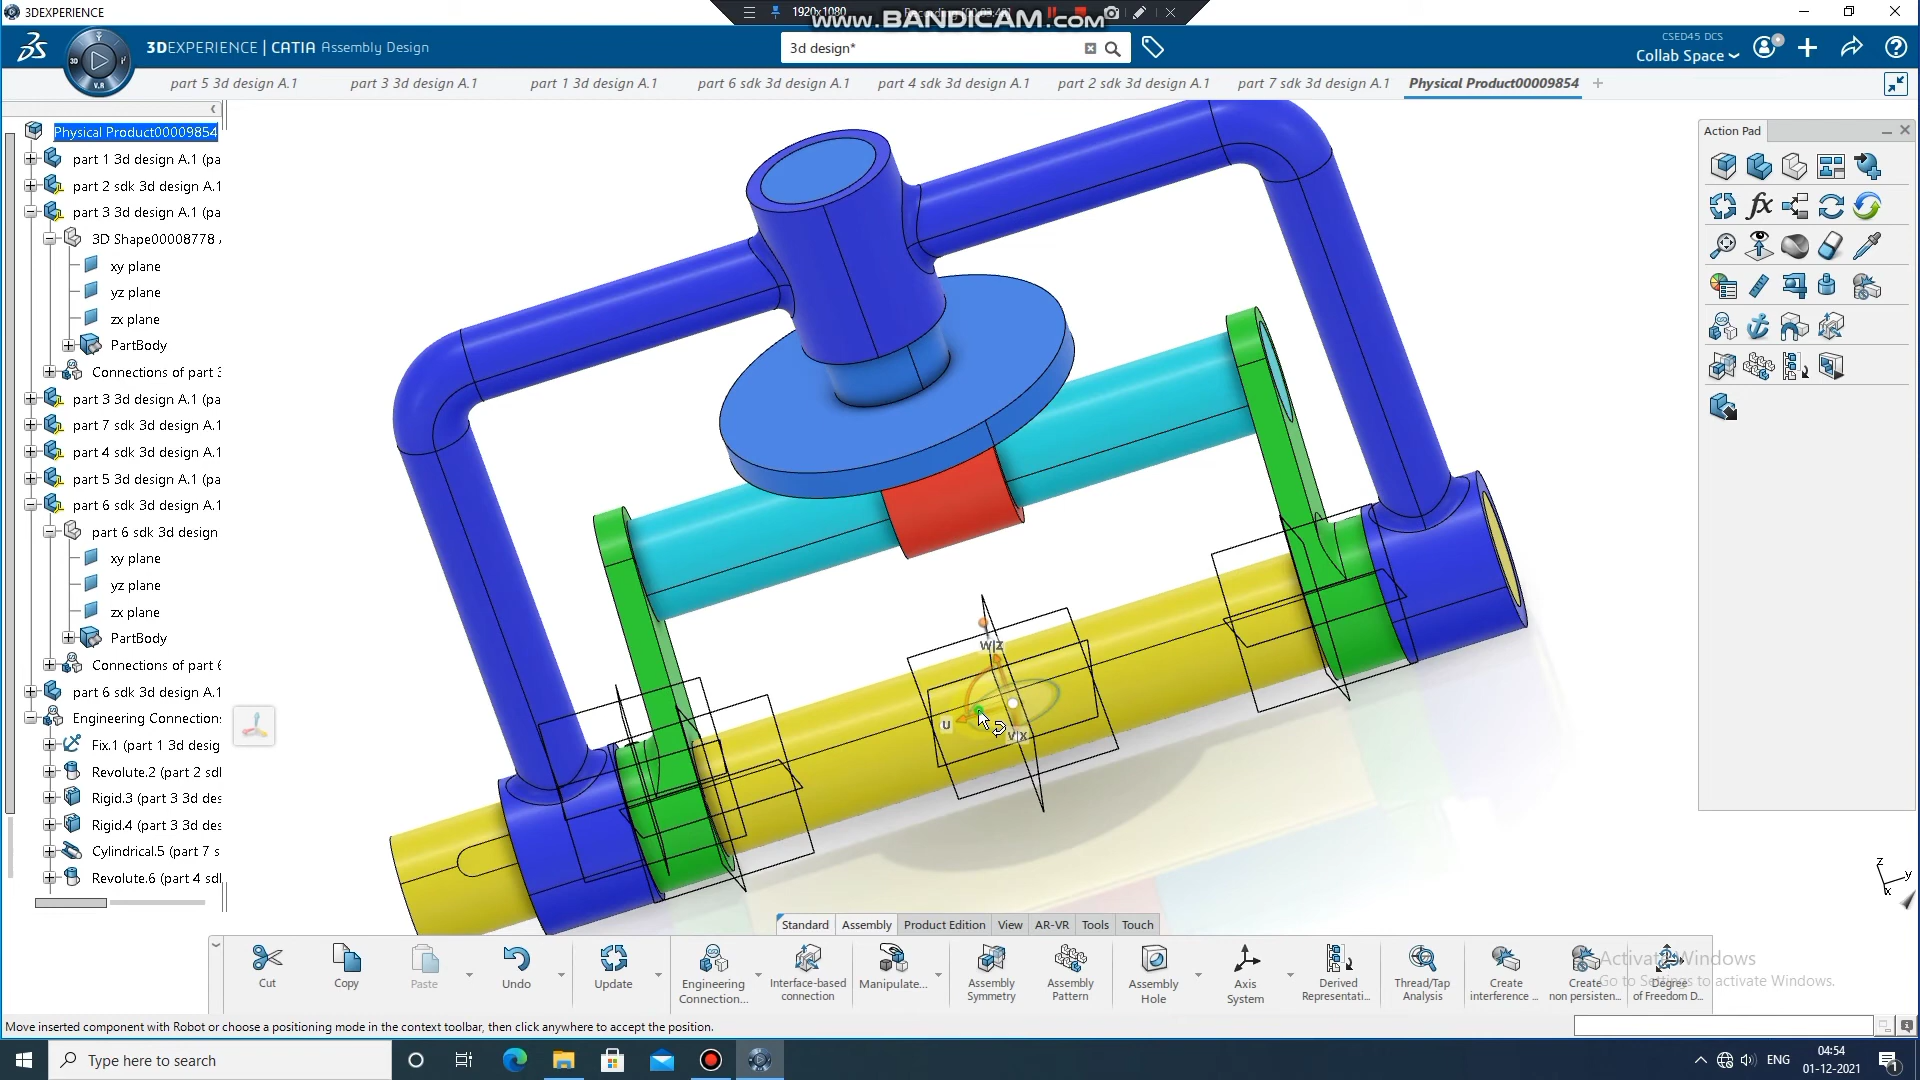 3DEXPERIENCE
1920x1080
www.BANDICAM.com
3DEXPERIENCE | CATIA Assembly Design
3d design*
CSED45 DCS
Collab Space
3D
V.R
part 5 3d design A.1
part 3 3d design A.1
part 1 3d design A.1
part 6 sdk 3d design A.1
part 4 sdk 3d design A.1
part 2 sdk 3d design A.1
part 7 sdk 3d design A.1
Physical Product00009854
+
Physical Product00009854
part 1 3d design A.1 (pa
part 2 sdk 3d design A.1
part 3 3d design A.1 (pa
3D Shape00008778
xy plane
yz plane
zx plane
PartBody
Connections of part 3
part 3 3d design A.1 (pa
part 7 sdk 3d design A.1
part 4 sdk 3d design A.1
part 5 3d design A.1 (pa
part 6 sdk 3d design A.1
part 6 sdk 3d design
xy plane
yz plane
zx plane
PartBody
Connections of part 6
part 6 sdk 3d design A.1
Engineering Connection
Fix.1 (part 1 3d desig
Revolute.2 (part 2 sdl
Rigid.3 (part 3 3d des
Rigid.4 (part 3 3d des
Cylindrical.5 (part 7 s
Revolute.6 (part 4 sdl
Action Pad
fx
W|Z
U
V|X
z
y
x
Standard
Assembly
Product Edition
View
AR-VR
Tools
Touch
Cut
Copy
Paste
Undo
Update
Engineering Connection...
Interface-based connection
Manipulate...
Assembly Symmetry
Assembly Pattern
Assembly Hole
Axis System
Derived Representati...
Thread/Tap Analysis
Create interference ...
Create non persisten...
Degree of Freedom D...
Activate Windows
Go to Settings to activate Windows.
Move inserted component with Robot or choose a positioning mode in the context toolbar, then click anywhere to accept the position.
Type here to search
ENG
04:54
01-12-2021
1